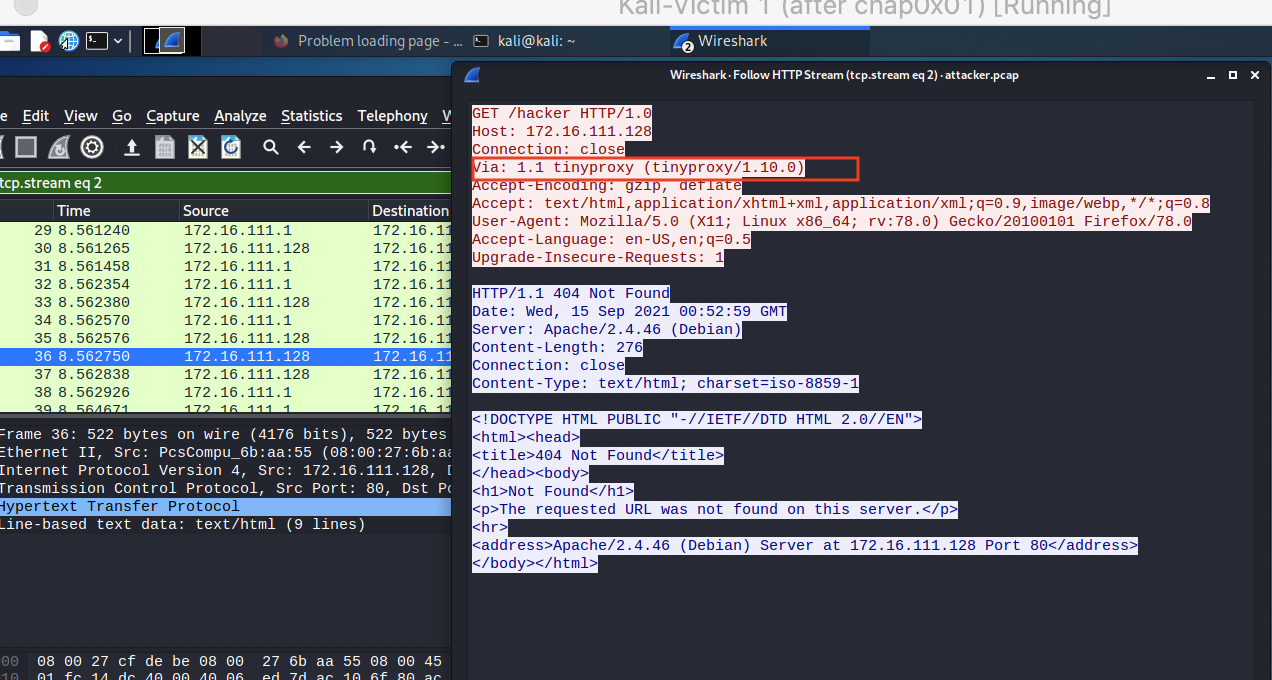 Kali-Victim 1 (after chap0x01) [Running]
Problem loading page - ...
kali@kali: ~
2
Wireshark
Wireshark · Follow HTTP Stream (tcp.stream eq 2) · attacker.pcap
e Edit View Go Capture Analyze Statistics Telephony W
tcp.stream eq 2
Time Source Destination
29 8.561240 172.16.111.1 172.16.11
30 8.561265 172.16.111.128 172.16.11
31 8.561458 172.16.111.1 172.16.11
32 8.562354 172.16.111.1 172.16.11
33 8.562380 172.16.111.128 172.16.11
34 8.562570 172.16.111.1 172.16.11
35 8.562576 172.16.111.128 172.16.11
36 8.562750 172.16.111.128 172.16.11
37 8.562838 172.16.111.128 172.16.11
38 8.562926 172.16.111.1 172.16.11
39 8.564671 172.16.111.1 172.16.11
Frame 36: 522 bytes on wire (4176 bits), 522 bytes
Ethernet II, Src: PcsCompu_6b:aa:55 (08:00:27:6b:aa
Internet Protocol Version 4, Src: 172.16.111.128, D
Transmission Control Protocol, Src Port: 80, Dst Po
Hypertext Transfer Protocol
Line-based text data: text/html (9 lines)
00 08 00 27 cf de be 08 00 27 6b aa 55 08 00 45
10 01 fc 14 dc 40 00 40 06 ed 7d ac 10 6f 80 ac
GET /hacker HTTP/1.0
Host: 172.16.111.128
Connection: close
Via: 1.1 tinyproxy (tinyproxy/1.10.0)
Accept-Encoding: gzip, deflate
Accept: text/html,application/xhtml+xml,application/xml;q=0.9,image/webp,*/*;q=0.8
User-Agent: Mozilla/5.0 (X11; Linux x86_64; rv:78.0) Gecko/20100101 Firefox/78.0
Accept-Language: en-US,en;q=0.5
Upgrade-Insecure-Requests: 1
HTTP/1.1 404 Not Found
Date: Wed, 15 Sep 2021 00:52:59 GMT
Server: Apache/2.4.46 (Debian)
Content-Length: 276
Connection: close
Content-Type: text/html; charset=iso-8859-1
<!DOCTYPE HTML PUBLIC "-//IETF//DTD HTML 2.0//EN">
<html><head>
<title>404 Not Found</title>
</head><body>
<h1>Not Found</h1>
<p>The requested URL was not found on this server.</p>
<hr>
<address>Apache/2.4.46 (Debian) Server at 172.16.111.128 Port 80</address>
</body></html>